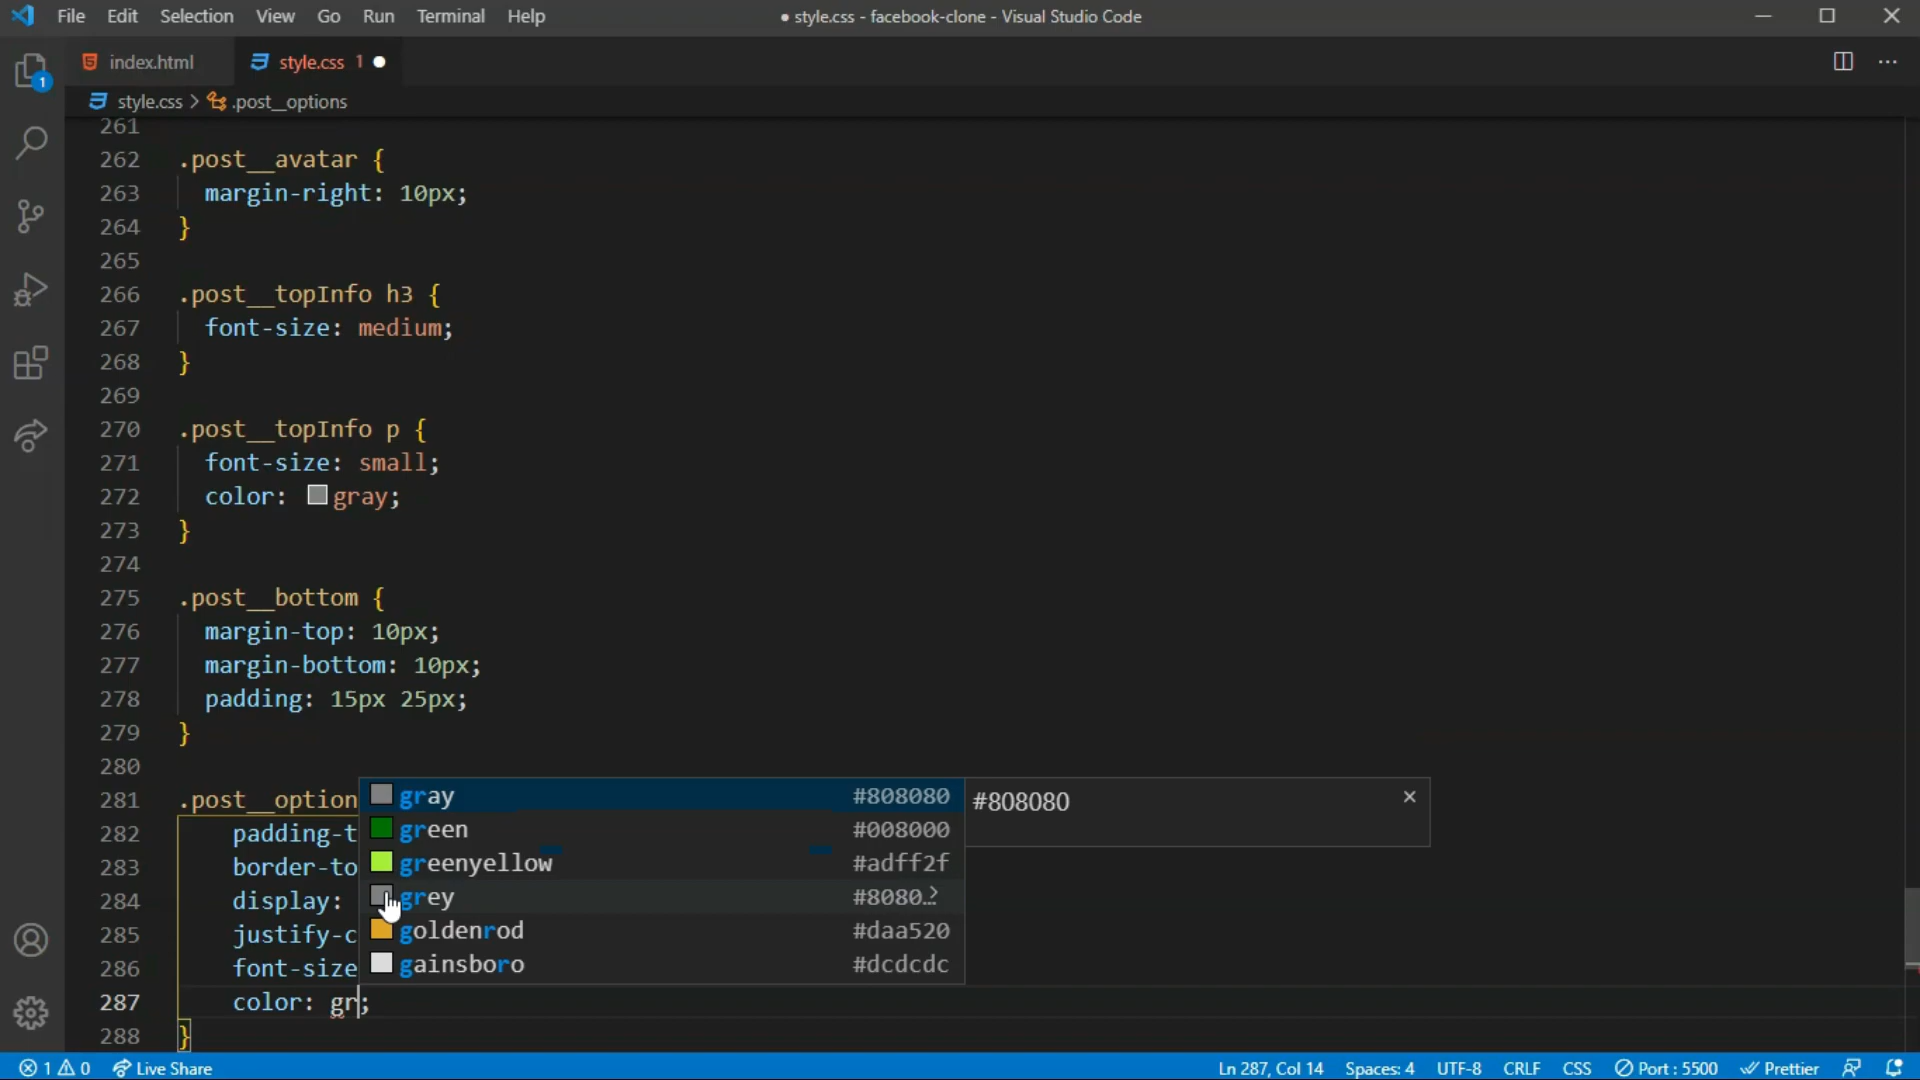 File Edit Selection View Go Run Terminal Help
● style.css - facebook-clone - Visual Studio Code
index.html
style.css 1
style.css > .post__options
1
261
262 .post__avatar {
263 margin-right: 10px;
264 }
265
266 .post__topInfo h3 {
267 font-size: medium;
268 }
269
270 .post__topInfo p {
271 font-size: small;
272 color: gray;
273 }
274
275 .post__bottom {
276 margin-top: 10px;
277 margin-bottom: 10px;
278 padding: 15px 25px;
279 }
280
281 .post__option
282 padding-t
283 border-to
284 display:
285 justify-c
286 font-size
287 color: gr;
288 }
gray #808080
green #008000
greenyellow #adff2f
grey #8080…
goldenrod #daa520
gainsboro #dcdcdc
#808080
1 0 Live Share
Ln 287, Col 14 Spaces: 4 UTF-8 CRLF CSS Port : 5500 Prettier